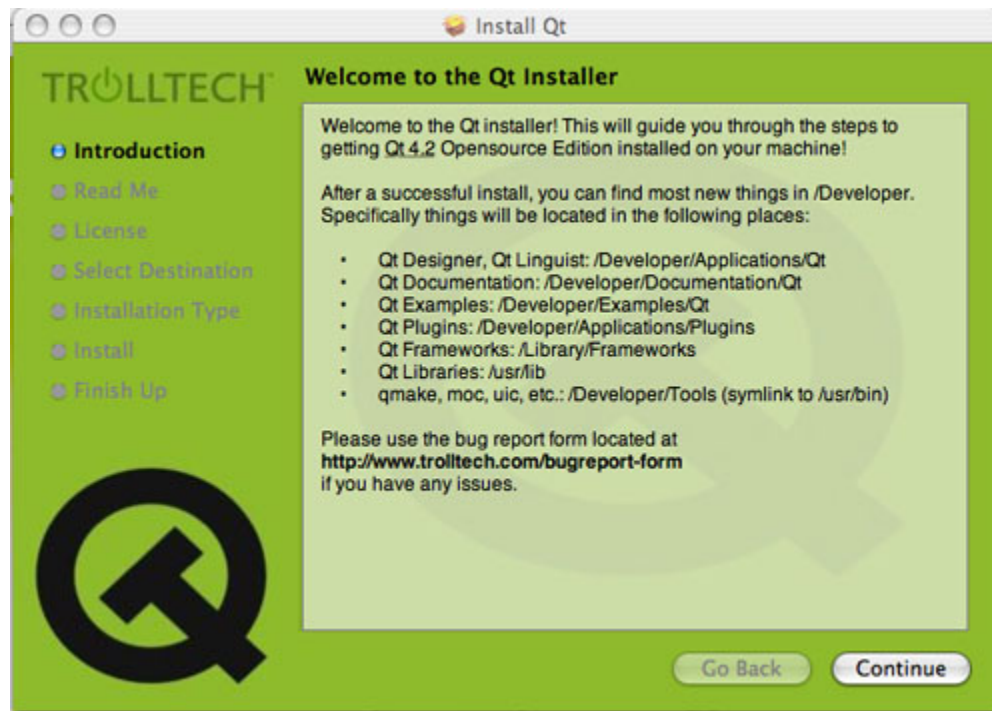 Install Qt
TROLLTECH
Introduction
Read Me
License
Select Destination
Installation Type
Install
Finish Up
Welcome to the Qt Installer
Welcome to the Qt installer! This will guide you through the steps to
getting Qt 4.2 Opensource Edition installed on your machine!
After a successful install, you can find most new things in /Developer.
Specifically things will be located in the following places:
• Qt Designer, Qt Linguist: /Developer/Applications/Qt
• Qt Documentation: /Developer/Documentation/Qt
• Qt Examples: /Developer/Examples/Qt
• Qt Plugins: /Developer/Applications/Plugins
• Qt Frameworks: /Library/Frameworks
• Qt Libraries: /usr/lib
• qmake, moc, uic, etc.: /Developer/Tools (symlink to /usr/bin)
Please use the bug report form located at
http://www.trolltech.com/bugreport-form
if you have any issues.
Go Back
Continue